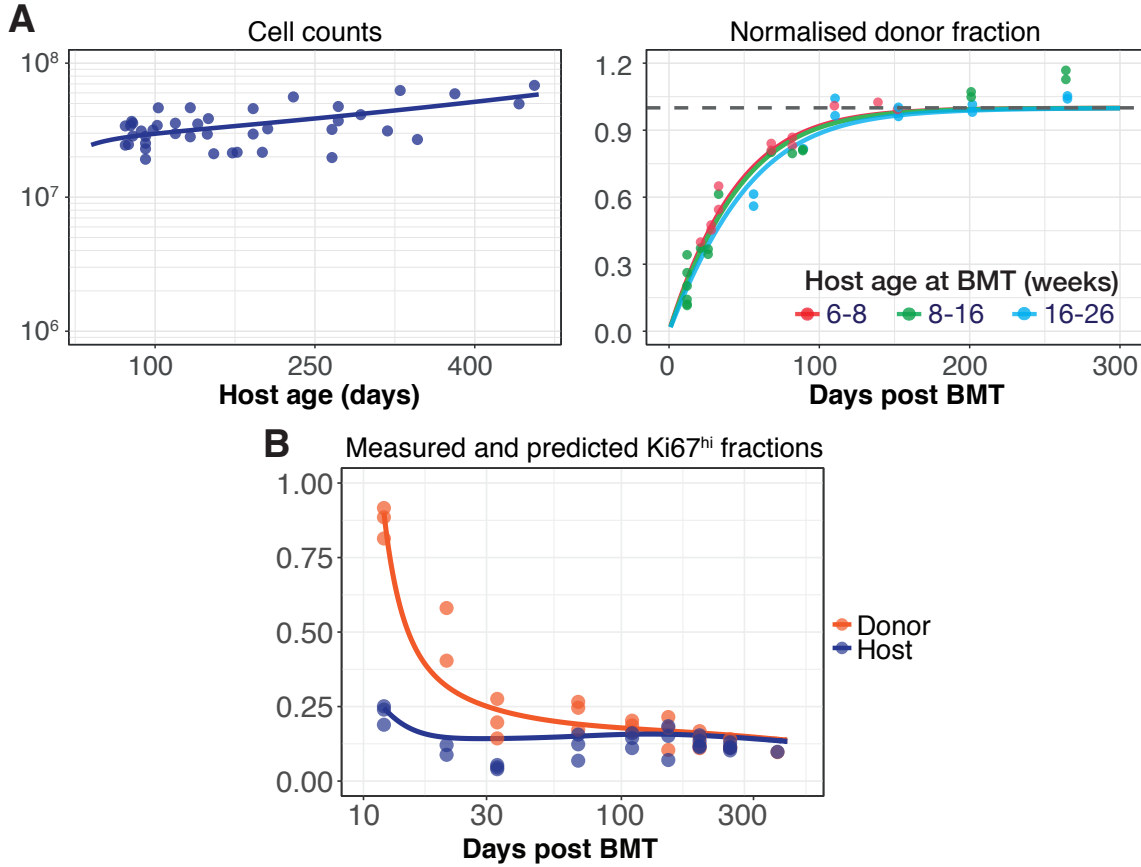 A
Cell counts
10⁸
10⁷
10⁶
100 250 400
Host age (days)
Normalised donor fraction
1.2
0.9
0.6
0.3
0.0
Host age at BMT (weeks)
6-8 8-16 16-26
0 100 200 300
Days post BMT
B
Measured and predicted Ki67ʰⁱ fractions
1.00
0.75
0.50
0.25
0.00
Donor
Host
10 30 100 300
Days post BMT